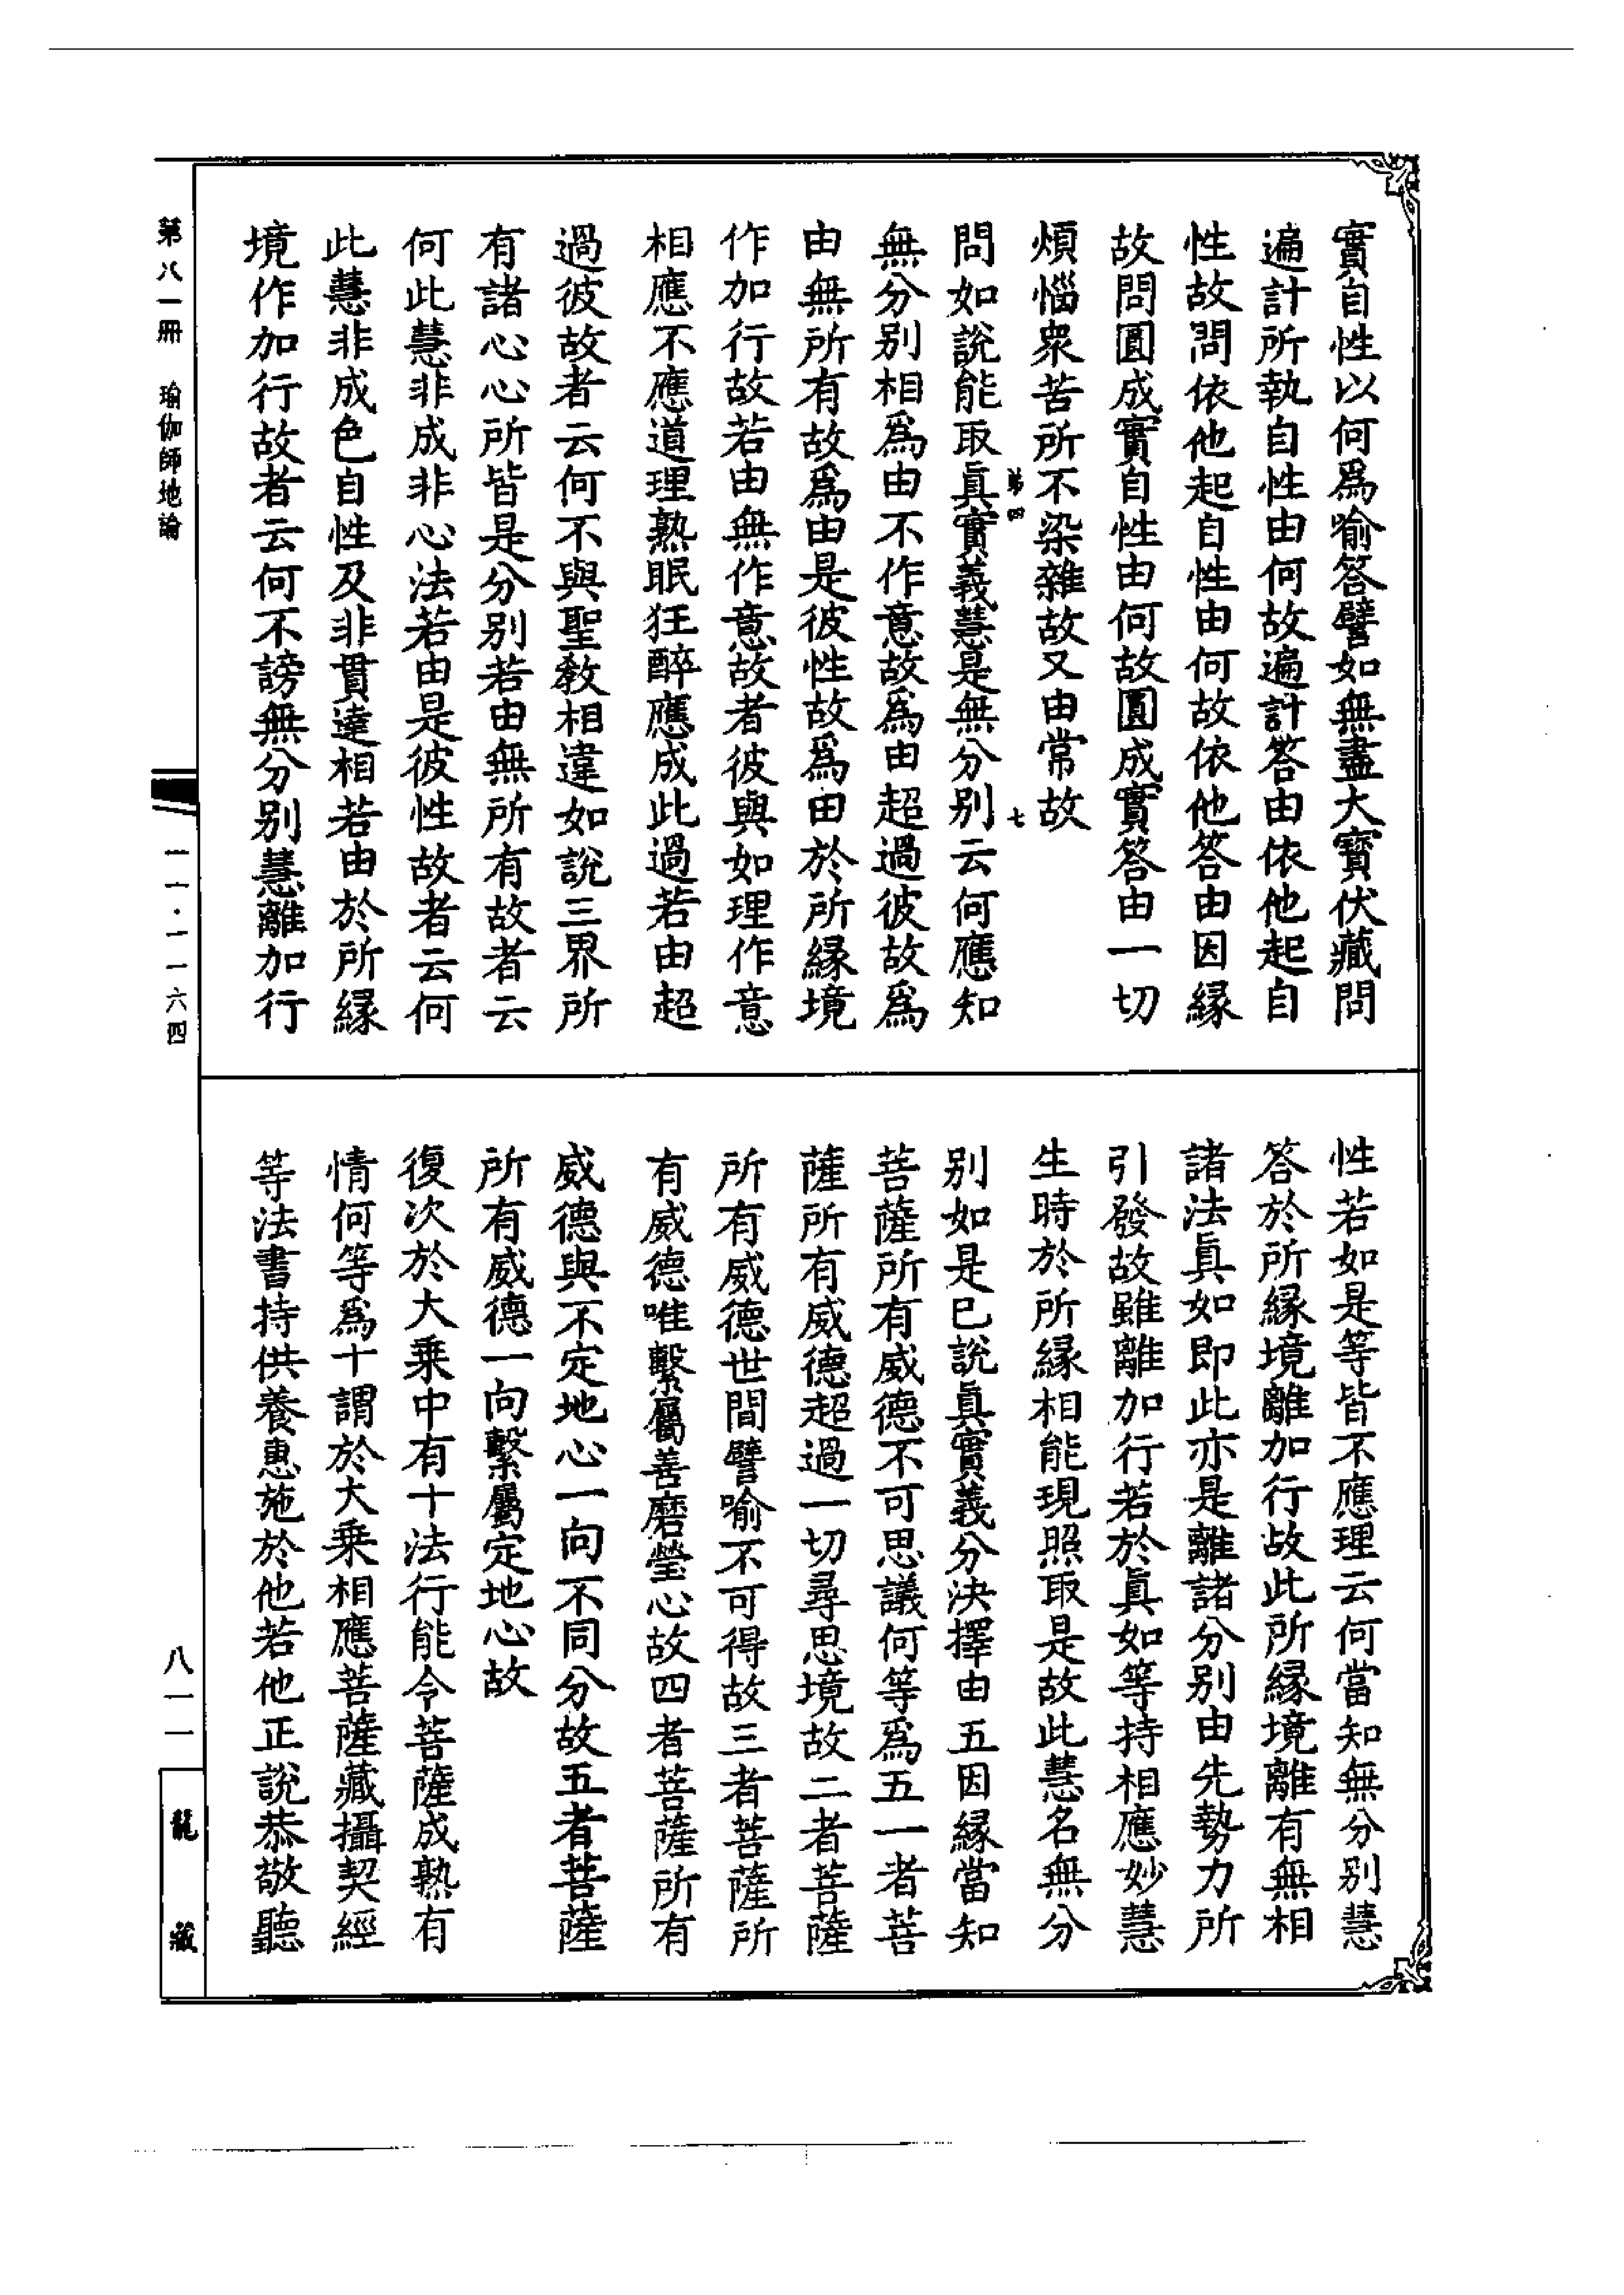 實自性以何爲喻答譬如無盡大寶伏藏問
遍計所執自性由何故遍計答由依他起自
性故問依他起自性由何故依他答由因縁
故問圓成實自性由何故圓成實答由一切
煩惱衆苦所不染雜故又由常故
第四 七
問如說能取眞實義慧是無分别云何應知
無分别相爲由不作意故爲由超過彼故爲
由無所有故爲由是彼性故爲由於所縁境
作加行故若由無作意故者彼與如理作意
相應不應道理熟眠狂醉應成此過若由超
過彼故者云何不與聖教相違如說三界所
有諸心心所皆是分别若由無所有故者云
何此慧非成非心法若由是彼性故者云何
此慧非成色自性及非貫達相若由於所縁
境作加行故者云何不謗無分别慧離加行
性若如是等皆不應理云何當知無分别慧
答於所縁境離加行故此所縁境離有無相
諸法眞如即此亦是離諸分别由先勢力所
引發故雖離加行若於眞如等持相應妙慧
生時於所縁相能現照取是故此慧名無分
别如是已說眞實義分決擇由五因縁當知
菩薩所有威德不可思議何等爲五一者菩
薩所有威德超過一切尋思境故二者菩薩
所有威德世間譬喻不可得故三者菩薩所
有威德唯繫屬善磨瑩心故四者菩薩所有
威德與不定地心一向不同分故五者菩薩
所有威德一向繫屬定地心故
復次於大乗中有十法行能令菩薩成熟有
情何等爲十謂於大乗相應菩薩藏攝契經
等法書持供養惠施於他若他正說恭敬聽
第八一冊 瑜伽師地論
一一·一一六四
八一一
龍藏